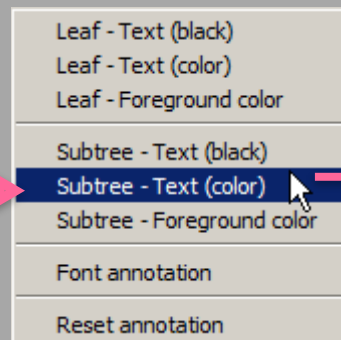 Leaf - Text (black)
Leaf - Text (color)
Leaf - Foreground color
Subtree - Text (black)
Subtree - Text (color)
Subtree - Foreground color
Font annotation
Reset annotation